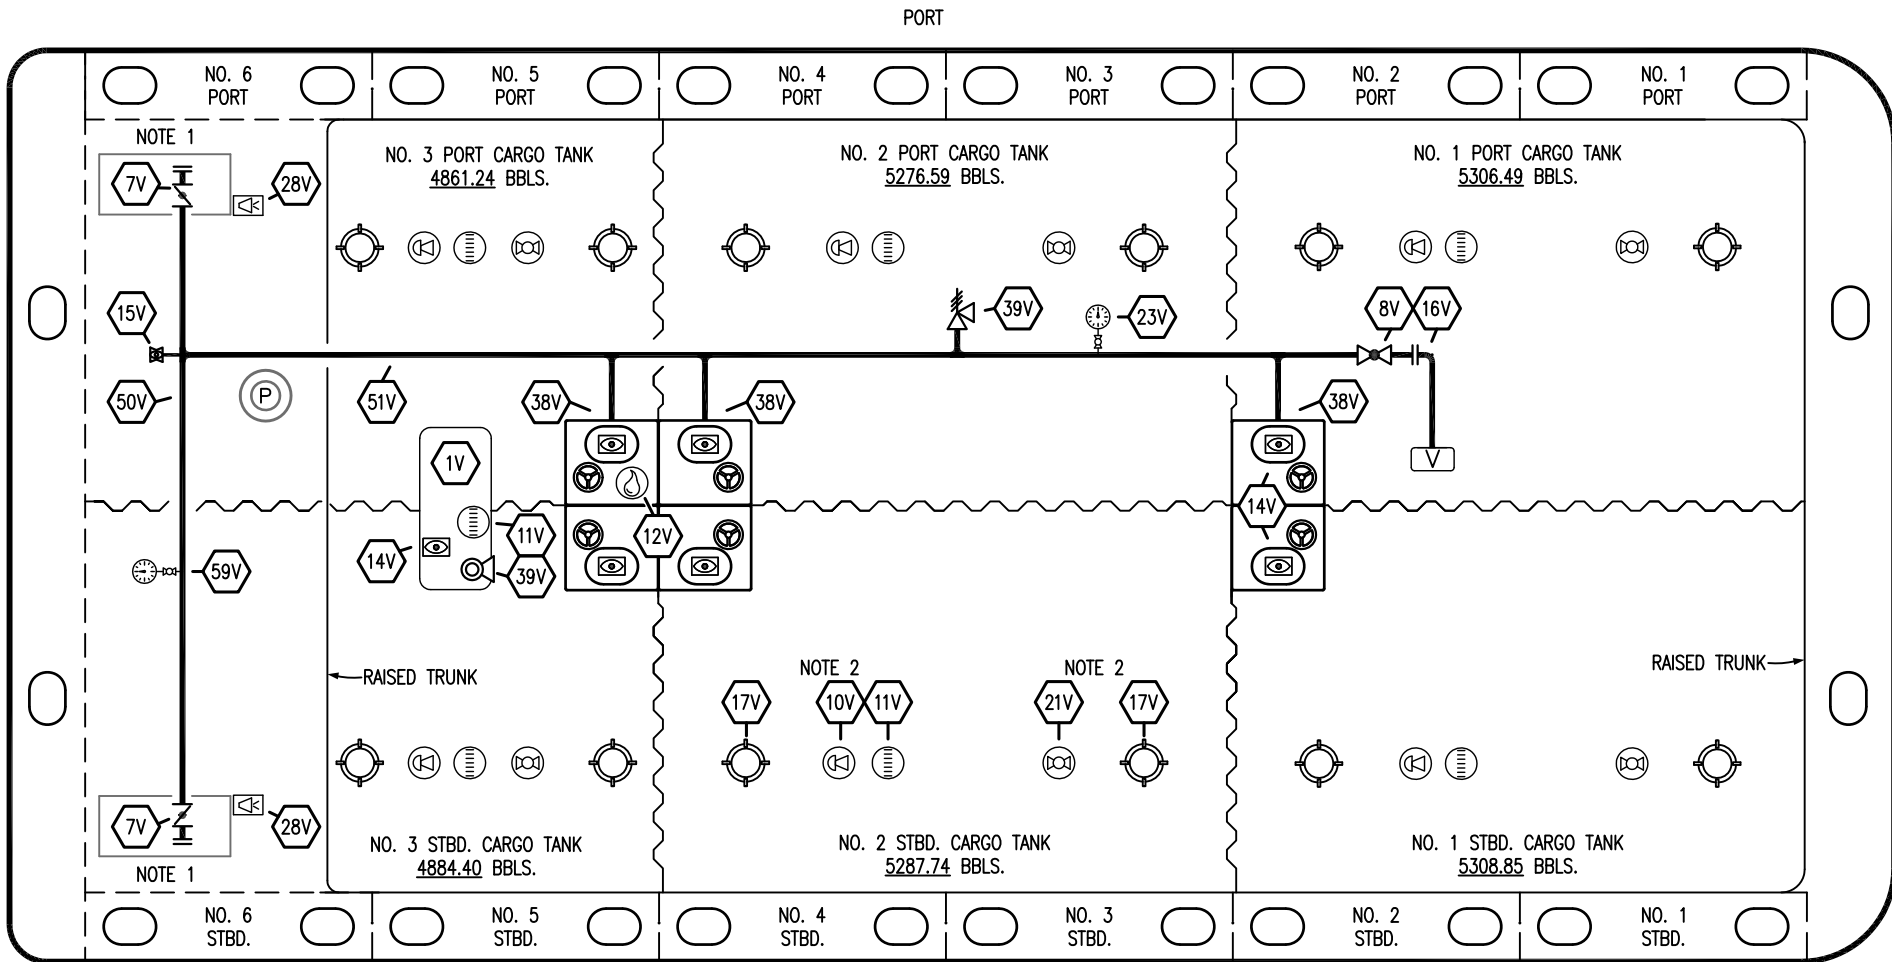 PORT
NO. 6
PORT
NO. 5
PORT
NO. 4
PORT
NO. 3
PORT
NO. 2
PORT
NO. 1
PORT
NOTE 1
NO. 3 PORT CARGO TANK
4861.24 BBLS.
NO. 2 PORT CARGO TANK
5276.59 BBLS.
NO. 1 PORT CARGO TANK
5306.49 BBLS.
7V
28V
15V
39V
23V
8V
16V
50V
P
51V
38V
38V
38V
1V
V
14V
11V
12V
14V
39V
59V
RAISED TRUNK
NOTE 2
NOTE 2
RAISED TRUNK
17V
10V
11V
21V
17V
7V
28V
NO. 3 STBD. CARGO TANK
4884.40 BBLS.
NO. 2 STBD. CARGO TANK
5287.74 BBLS.
NO. 1 STBD. CARGO TANK
5308.85 BBLS.
NOTE 1
NO. 6
STBD.
NO. 5
STBD.
NO. 4
STBD.
NO. 3
STBD.
NO. 2
STBD.
NO. 1
STBD.